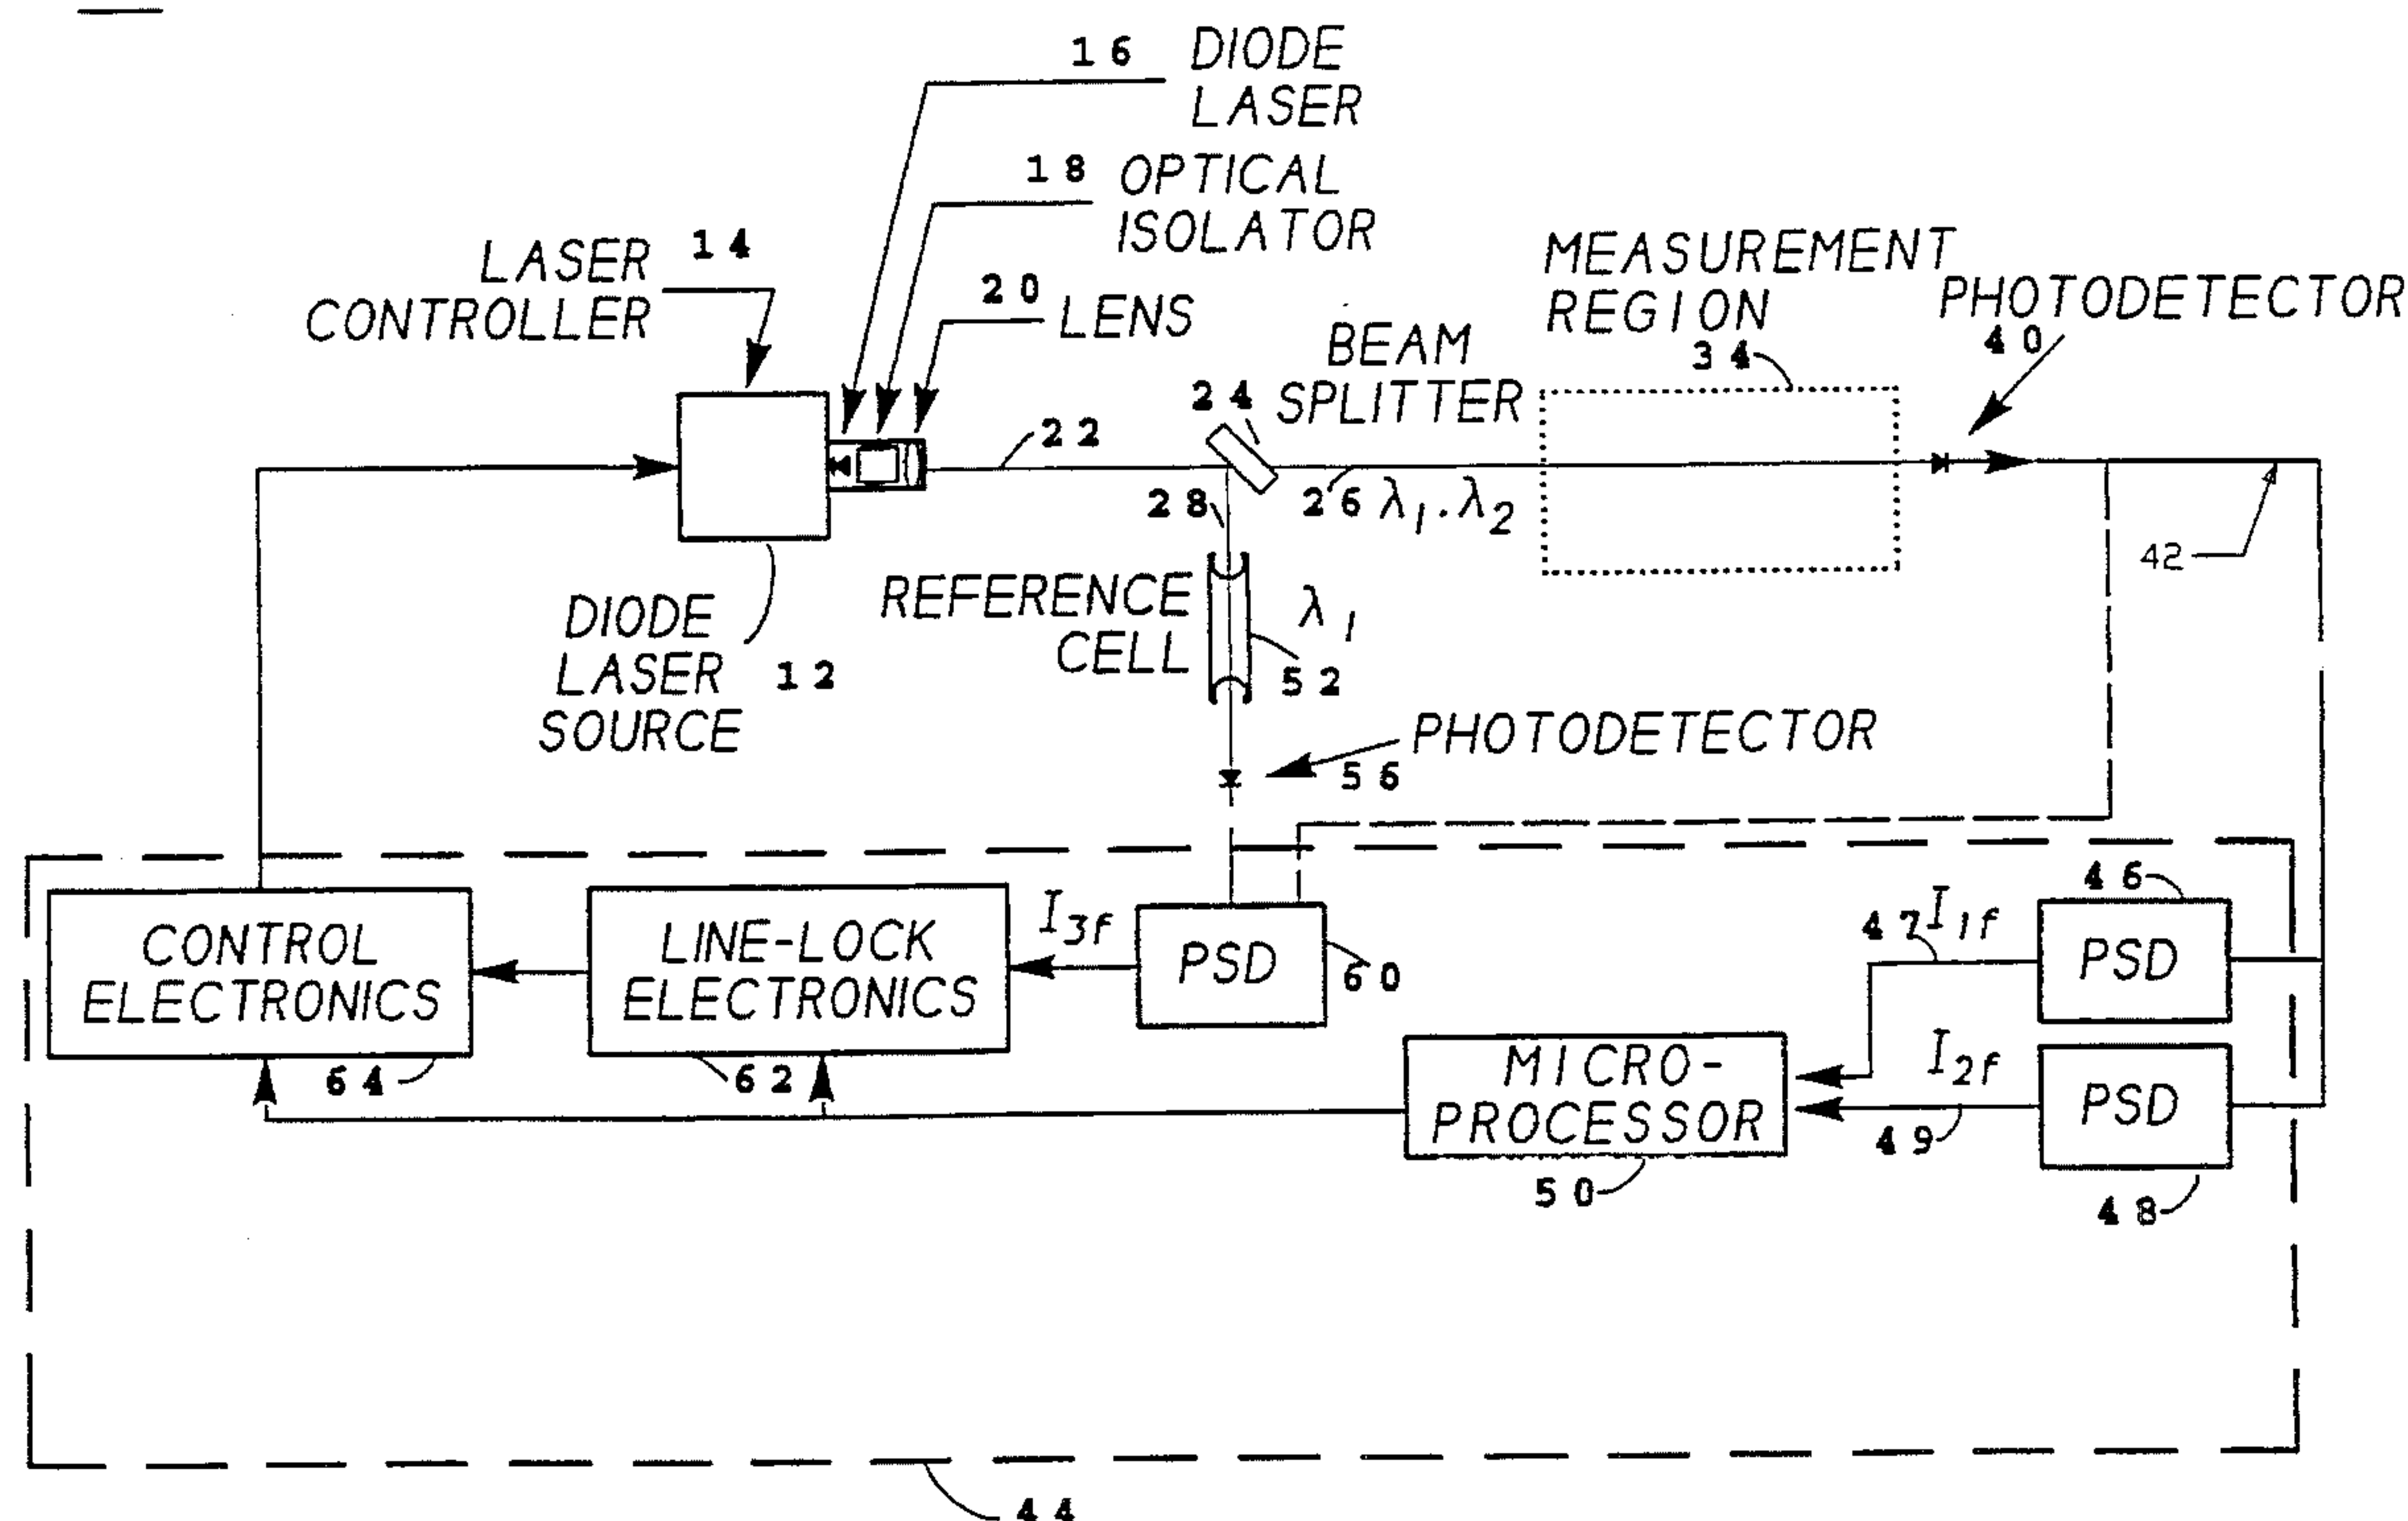 16 DIODE
LASER
18 OPTICAL
ISOLATOR
LASER 14
CONTROLLER
20 LENS
MEASUREMENT
REGION
34
PHOTODETECTOR
40
BEAM
24 SPLITTER
22
28
26 λ1. λ2
42
REFERENCE
CELL
λ1
52
DIODE
LASER 12
SOURCE
PHOTODETECTOR
56
CONTROL
ELECTRONICS
64
LINE-LOCK
ELECTRONICS
62
I3f
PSD
60
46
47 I1f
PSD
MICRO-
PROCESSOR
50
I2f
49
PSD
48
44